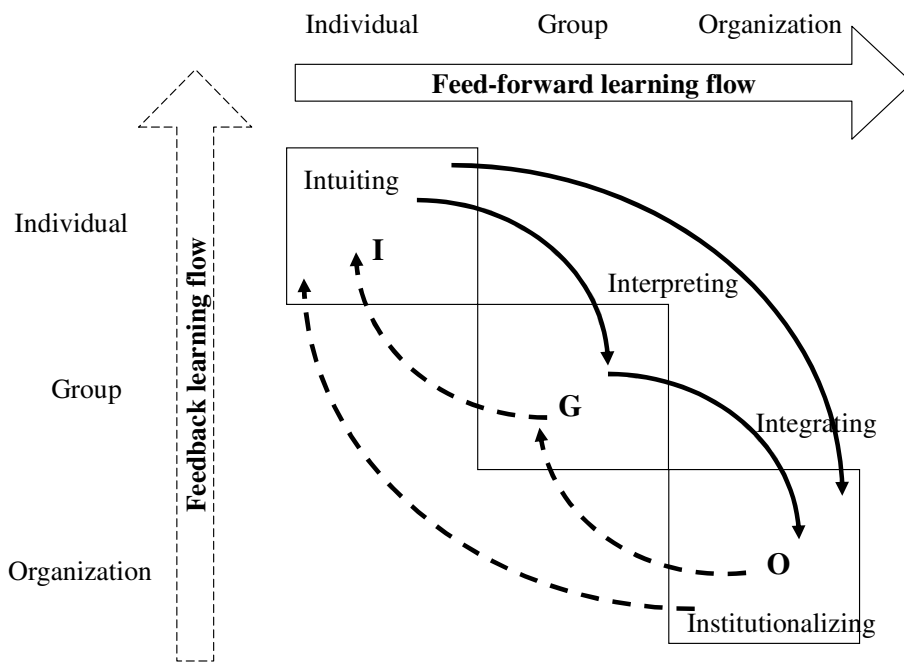 Individual
Group
Organization
Feed-forward learning flow
Intuiting
Individual
I
Interpreting
Feedback learning flow
Group
G
Integrating
Organization
O
Institutionalizing